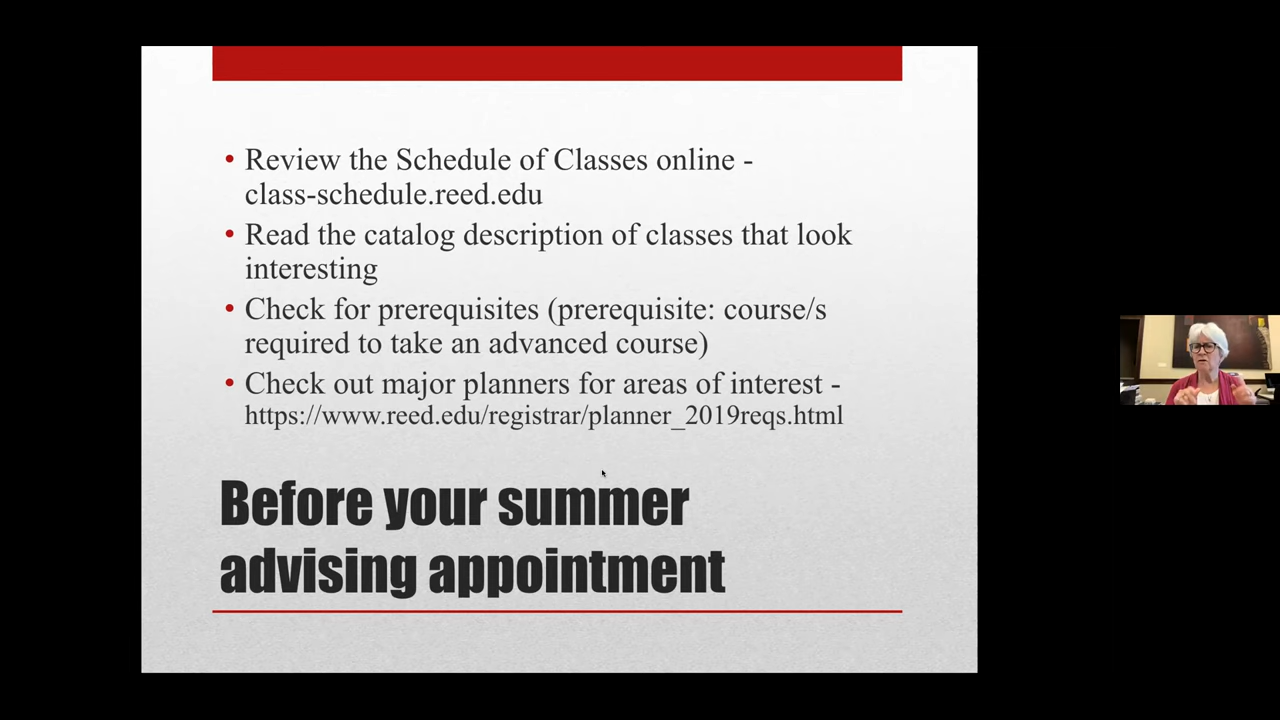 • Review the Schedule of Classes online -
class-schedule.reed.edu
• Read the catalog description of classes that look
interesting
• Check for prerequisites (prerequisite: course/s
required to take an advanced course)
• Check out major planners for areas of interest -
https://www.reed.edu/registrar/planner_2019reqs.html
Before your summer
advising appointment